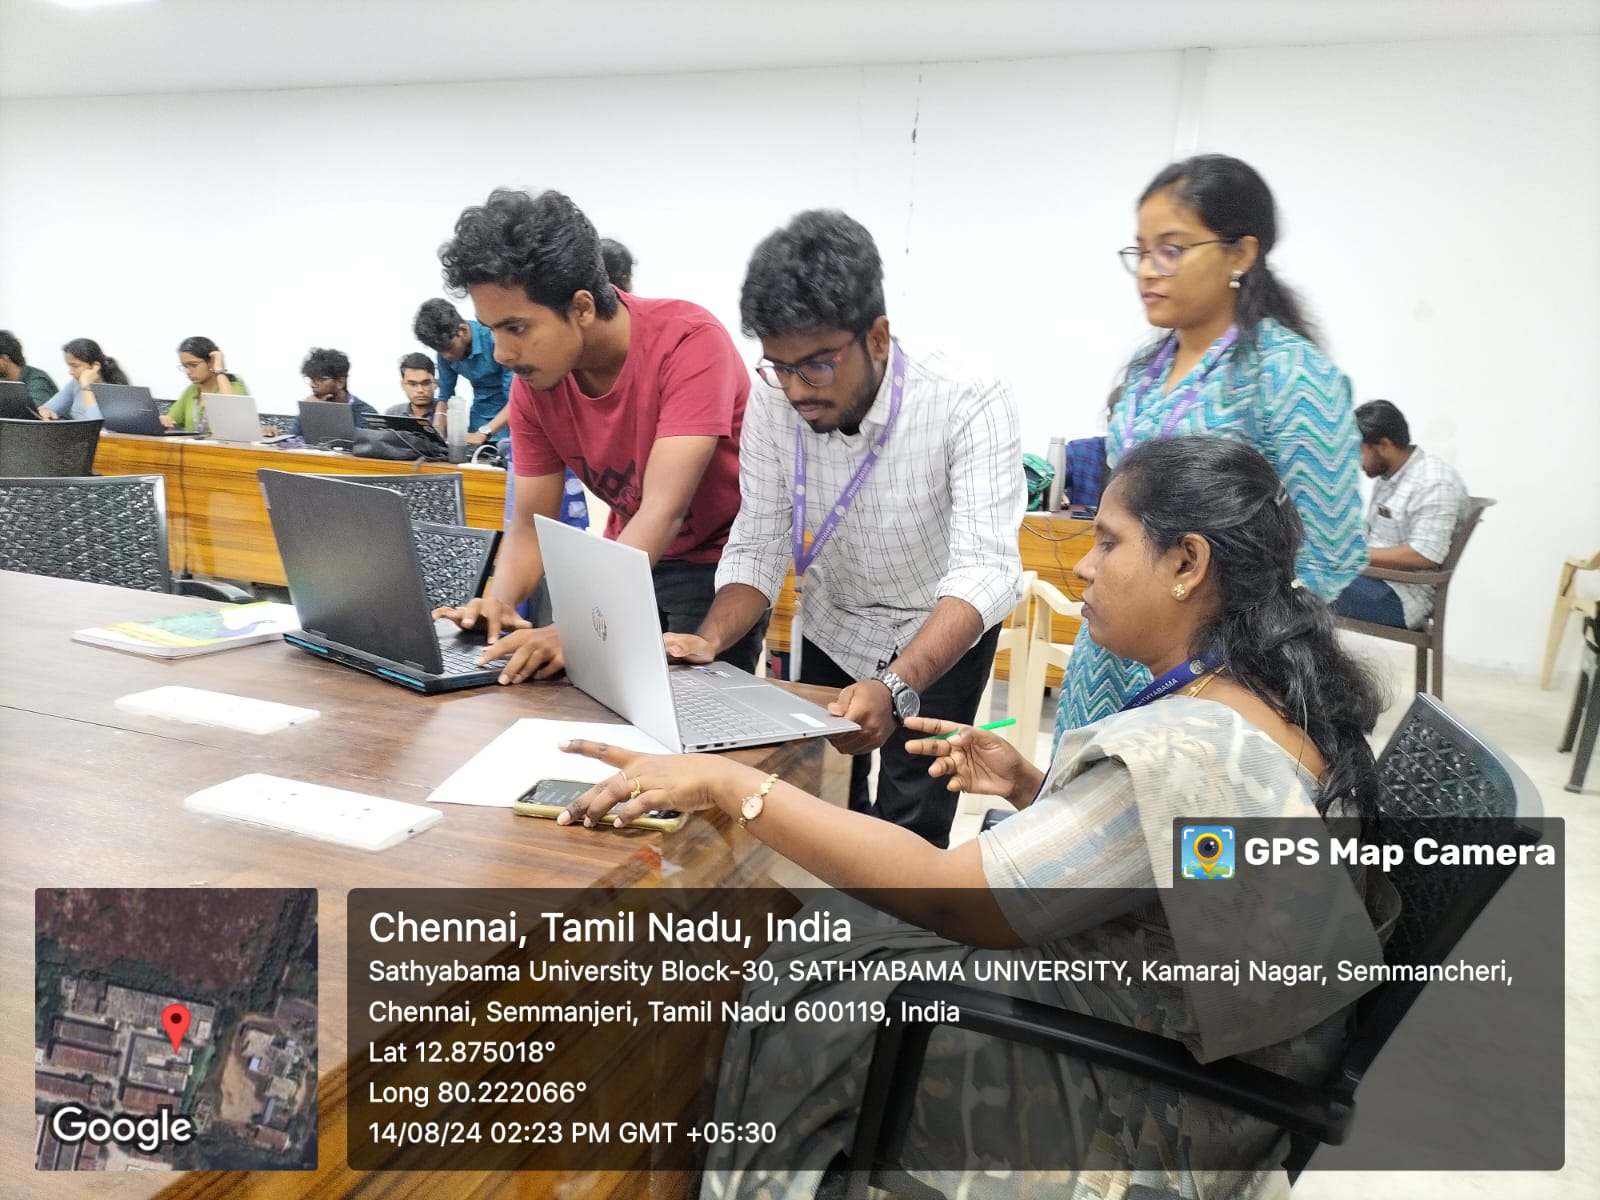 SATHYABAMA
GPS Map Camera
Chennai, Tamil Nadu, India
Sathyabama University Block-30, SATHYABAMA UNIVERSITY, Kamaraj Nagar, Semmancheri,
Chennai, Semmanjeri, Tamil Nadu 600119, India
Lat 12.875018°
Long 80.222066°
14/08/24 02:23 PM GMT +05:30
Google